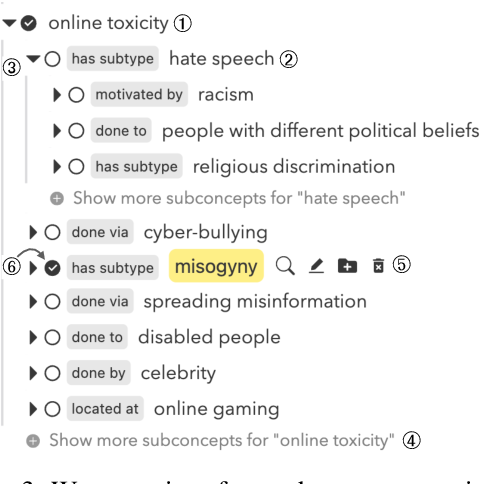 online toxicity ①
③ has subtype hate speech ②
motivated by racism
done to people with different political beliefs
has subtype religious discrimination
Show more subconcepts for "hate speech"
done via cyber-bullying
⑥ has subtype misogyny ⑤
done via spreading misinformation
done to disabled people
done by celebrity
located at online gaming
Show more subconcepts for "online toxicity" ④